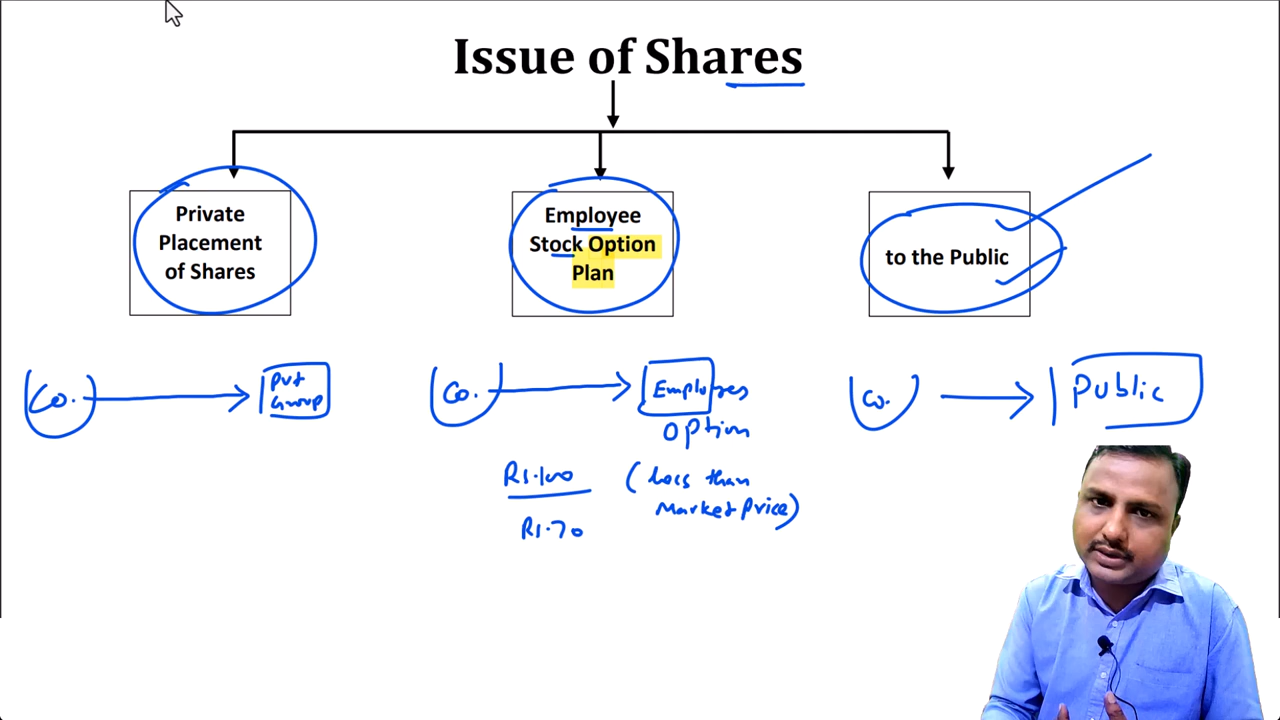 Issue of Shares
Private
Placement
of Shares
Employee
Stock Option
Plan
to the Public
Co.
Pvt
Group
Co.
Employees
Option
Rs.100
Rs.70
(Less than
Market Price)
Co.
Public